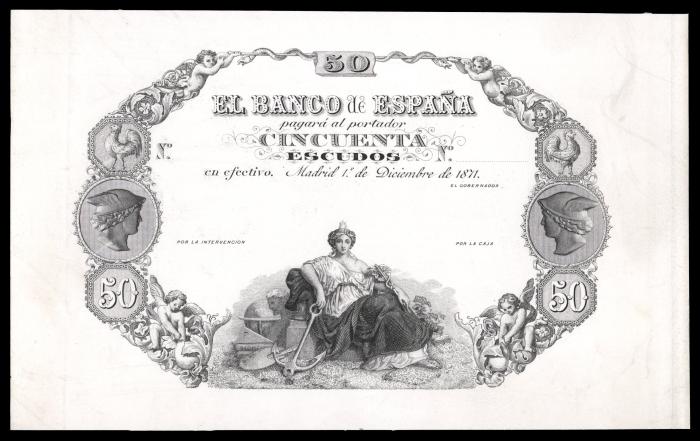 50
EL BANCO de ESPAÑA
pagará al portador
CINCUENTA
Nº Nº
ESCUDOS
en efectivo. Madrid 1º de Diciembre de 1871.
EL GOBERNADOR
POR LA INTERVENCION POR LA CAJA
50 50